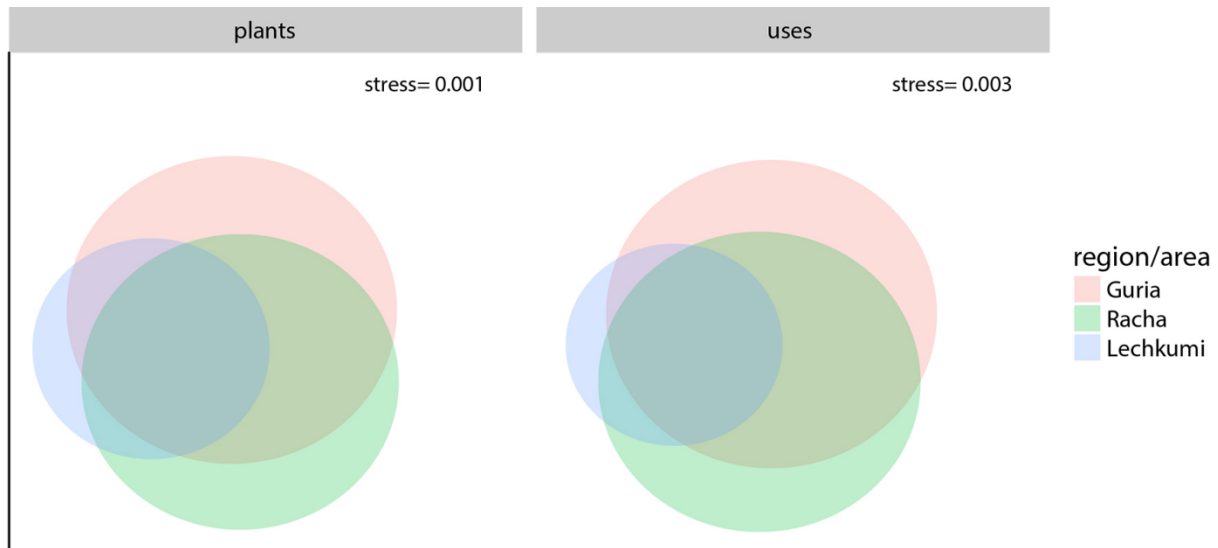 plants
uses
stress= 0.001
stress= 0.003
region/area
Guria
Racha
Lechkumi